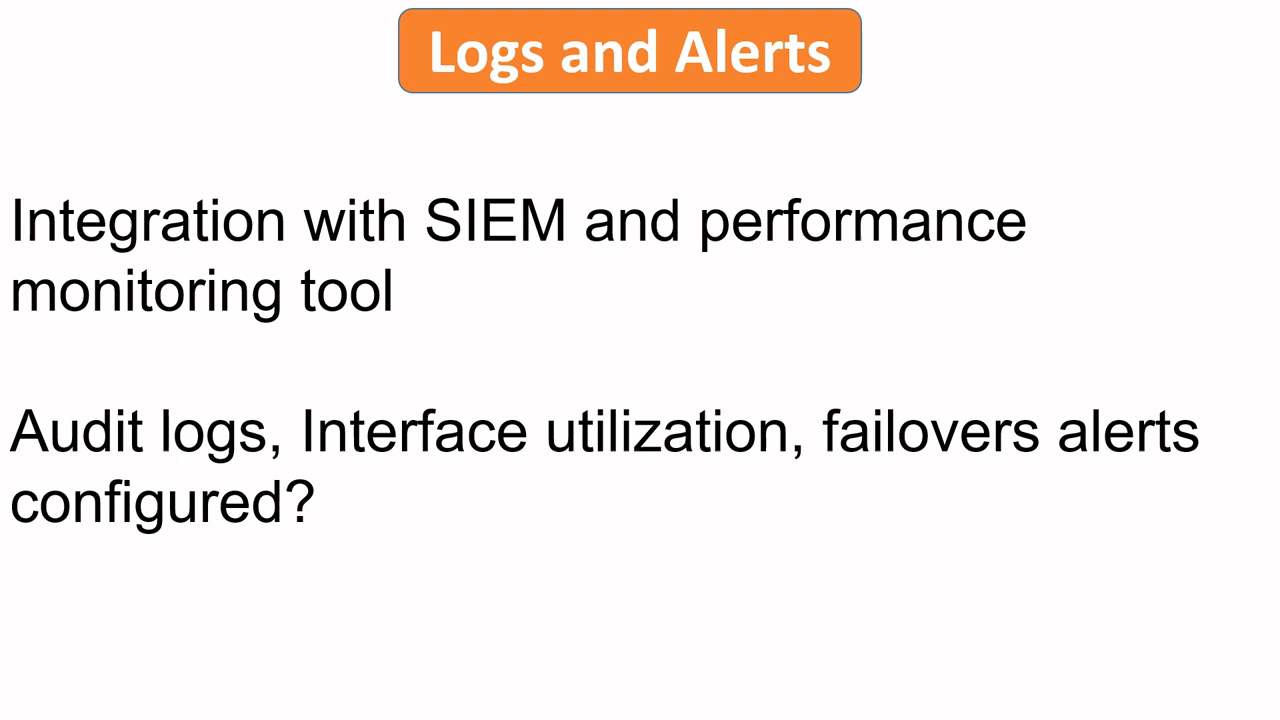 Logs and Alerts
Integration with SIEM and performance
monitoring tool
Audit logs, Interface utilization, failovers alerts
configured?